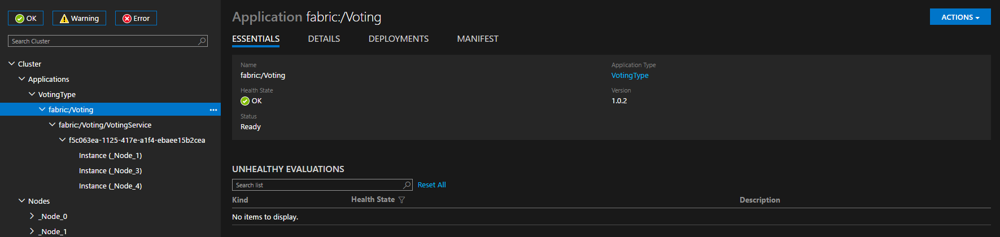 OK
Warning
Error
Search Cluster
Cluster
Applications
VotingType
fabric:/Voting
fabric:/Voting/VotingService
f5c063ea-1125-417e-a1f4-ebaee15b2cea
Instance (_Node_1)
Instance (_Node_3)
Instance (_Node_4)
Nodes
_Node_0
_Node_1
Application fabric:/Voting
ACTIONS
ESSENTIALS DETAILS DEPLOYMENTS MANIFEST
Name
fabric:/Voting
Application Type
VotingType
Health State
OK
Version
1.0.2
Status
Ready
UNHEALTHY EVALUATIONS
Search list
Reset All
Kind Health State Description
No items to display.